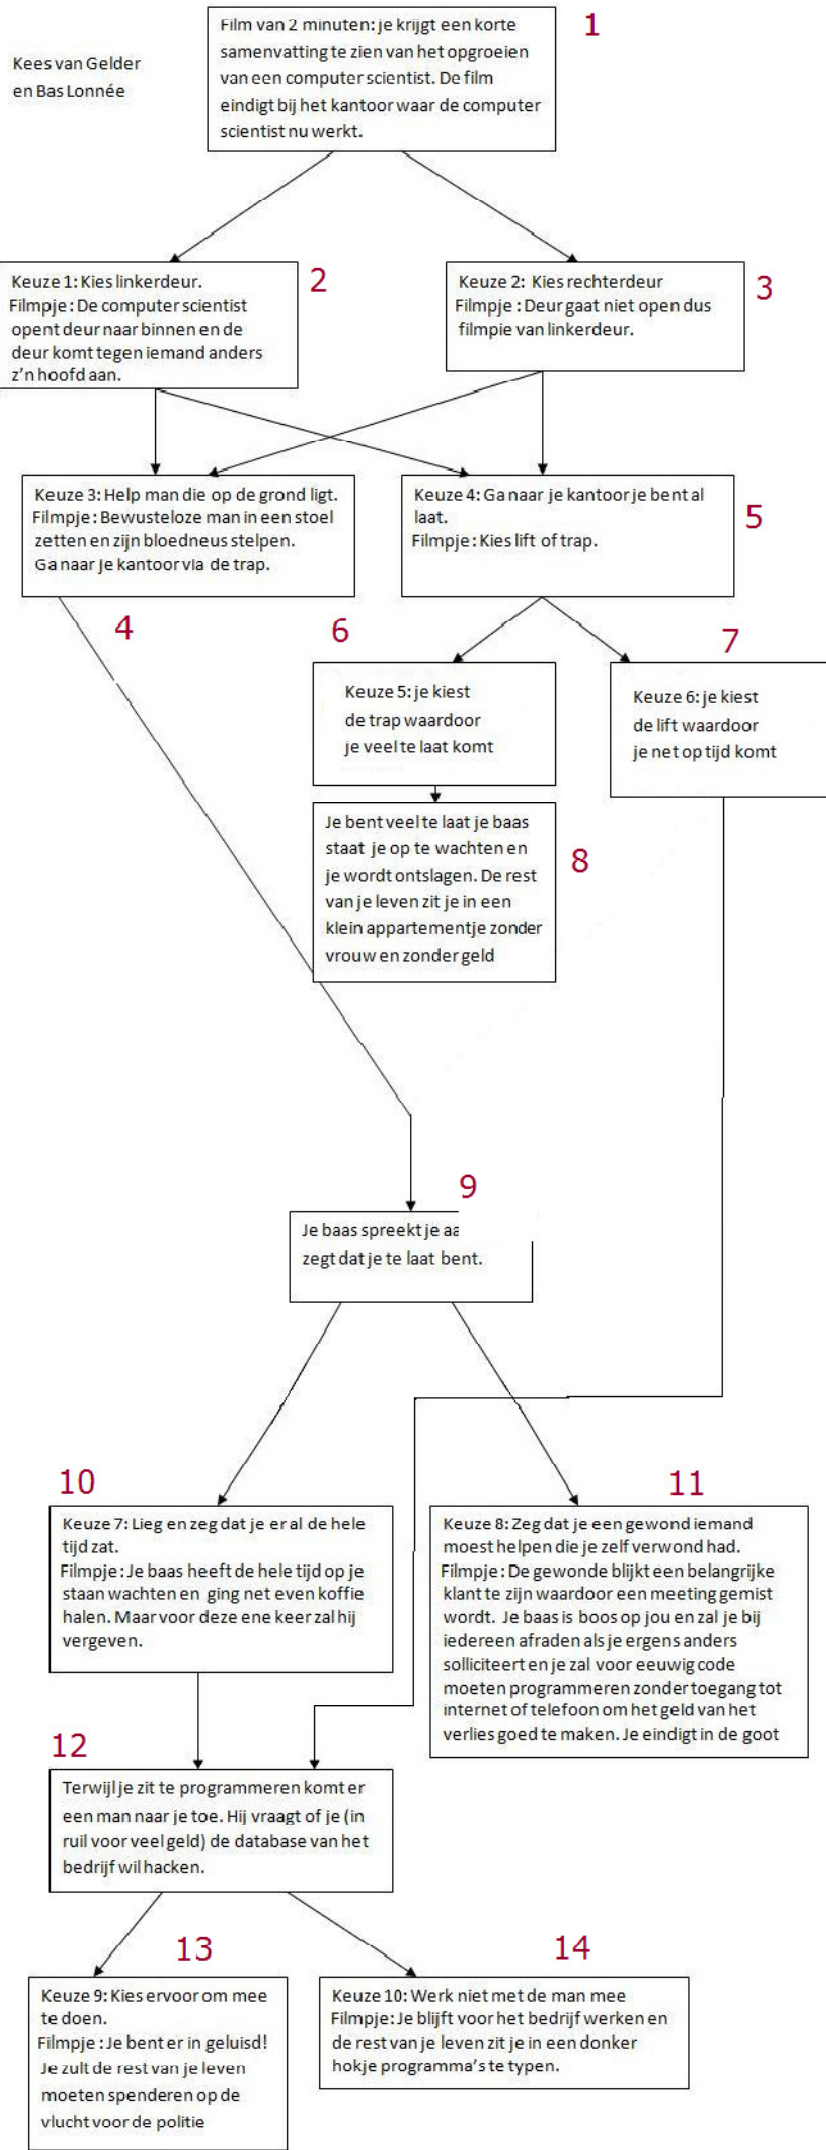 Kees van Gelder
en Bas Lonnée
Film van 2 minuten: je krijgt een korte
samenvatting te zien van het opgroeien
van een computer scientist. De film
eindigt bij het kantoor waar de computer
scientist nu werkt.
1
Keuze 1: Kies linkerdeur.
Filmpje: De computer scientist
opent deur naar binnen en de
deur komt tegen iemand anders
z'n hoofd aan.
2
Keuze 2: Kies rechterdeur
Filmpje : Deur gaat niet open dus
filmpie van linkerdeur.
3
Keuze 3: Help man die op de grond ligt.
Filmpje: Bewusteloze man in een stoel
zetten en zijn bloedneus stelpen.
Ga naar je kantoor via de trap.
4
Keuze 4: Ga naar je kantoor je bent al
laat.
Filmpje: Kies lift of trap.
5
6
Keuze 5: je kiest
de trap waardoor
je veel te laat komt
7
Keuze 6: je kiest
de lift waardoor
je net op tijd komt
Je bent veel te laat je baas
staat je op te wachten en
je wordt ontslagen. De rest
van je leven zit je in een
klein appartementje zonder
vrouw en zonder geld
8
9
Je baas spreekt je aa
zegt dat je te laat bent.
10
Keuze 7: Lieg en zeg dat je er al de hele
tijd zat.
Filmpje: Je baas heeft de hele tijd op je
staan wachten en ging net even koffie
halen. Maar voor deze ene keer zal hij
vergeven.
11
Keuze 8: Zeg dat je een gewond iemand
moest helpen die je zelf verwond had.
Filmpje: De gewonde blijkt een belangrijke
klant te zijn waardoor een meeting gemist
wordt. Je baas is boos op jou en zal je bij
iedereen afraden als je ergens anders
solliciteert en je zal voor eeuwig code
moeten programmeren zonder toegang tot
internet of telefoon om het geld van het
verlies goed te maken. Je eindigt in de goot
12
Terwijl je zit te programmeren komt er
een man naar je toe. Hij vraagt of je (in
ruil voor veel geld) de database van het
bedrijf wil hacken.
13
Keuze 9: Kies ervoor om mee
te doen.
Filmpje: Je bent er in geluisd!
Je zult de rest van je leven
moeten spenderen op de
vlucht voor de politie
14
Keuze 10: Werk niet met de man mee
Filmpje: Je blijft voor het bedrijf werken en
de rest van je leven zit je in een donker
hokje programma's te typen.